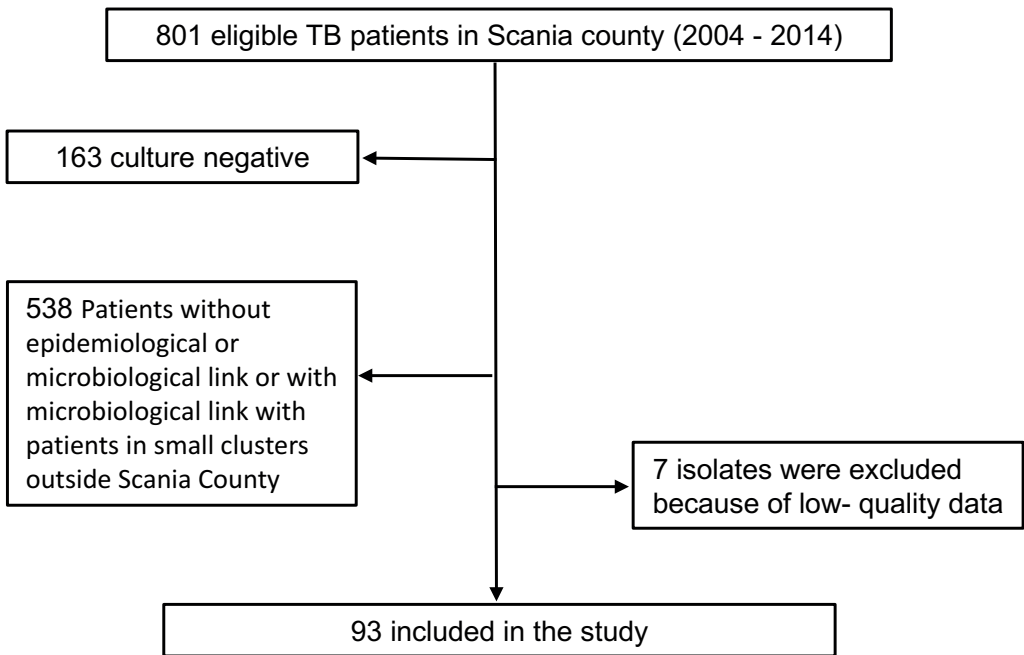 801 eligible TB patients in Scania county (2004 - 2014)
163 culture negative
538 Patients without
epidemiological or
microbiological link or with
microbiological link with
patients in small clusters
outside Scania County
7 isolates were excluded
because of low- quality data
93 included in the study